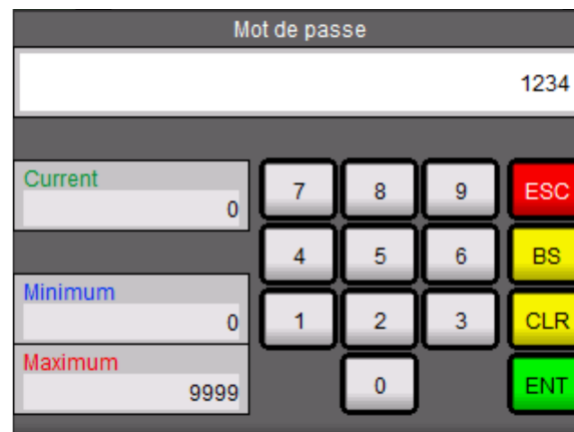 Mot de passe
1234
Current
0
7 8 9 ESC
4 5 6 BS
Minimum
0
1 2 3 CLR
Maximum
9999
0 ENT